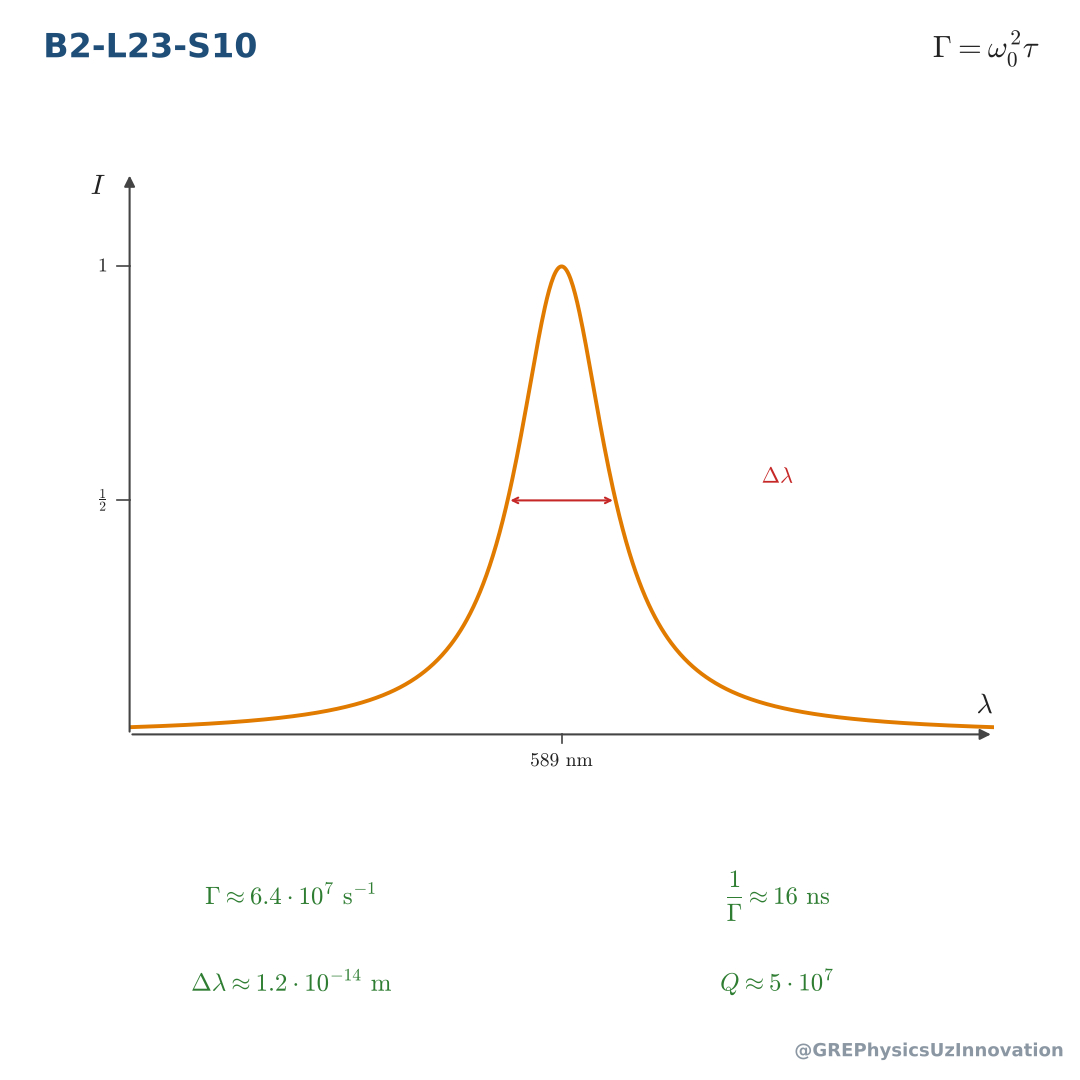 B2-L23-S10
Γ = ω₀²τ
I
1
½
Δλ
λ
589 nm
Γ ≈ 6.4 · 10⁷ s⁻¹
1/Γ ≈ 16 ns
Δλ ≈ 1.2 · 10⁻¹⁴ m
Q ≈ 5 · 10⁷
@GREPhysicsUzInnovation